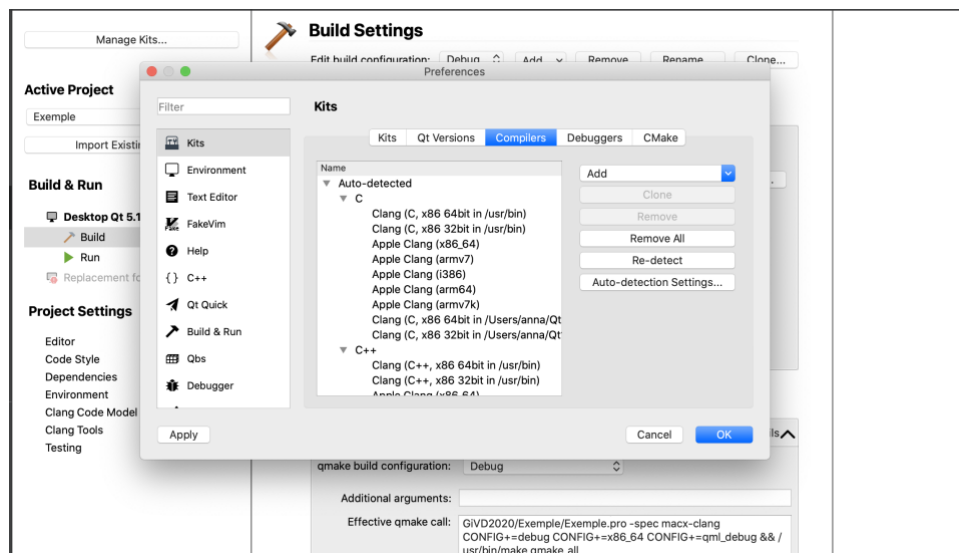 Manage Kits...
Active Project
Exemple
Import Existi
Build & Run
Desktop Qt 5.1
Build
Run
Replacement fo
Project Settings
Editor
Code Style
Dependencies
Environment
Clang Code Model
Clang Tools
Testing
Build Settings
Edit build configuration: Debug Add Remove Rename Clone...
Preferences
Filter
Kits
Environment
Text Editor
FakeVim
Help
{} C++
Qt Quick
Build & Run
Qbs
Debugger
Apply
Kits
Kits Qt Versions Compilers Debuggers CMake
Name
Auto-detected
C
Clang (C, x86 64bit in /usr/bin)
Clang (C, x86 32bit in /usr/bin)
Apple Clang (x86_64)
Apple Clang (armv7)
Apple Clang (i386)
Apple Clang (arm64)
Apple Clang (armv7k)
Clang (C, x86 64bit in /Users/anna/Qt
Clang (C, x86 32bit in /Users/anna/Qt
C++
Clang (C++, x86 64bit in /usr/bin)
Clang (C++, x86 32bit in /usr/bin)
Apple Clang (x86_64)
Add
Clone
Remove
Remove All
Re-detect
Auto-detection Settings...
Cancel
OK
ls
qmake build configuration: Debug
Additional arguments:
Effective qmake call: GiVD2020/Exemple/Exemple.pro -spec macx-clang
CONFIG+=debug CONFIG+=x86_64 CONFIG+=qml_debug && /
usr/bin/make qmake_all